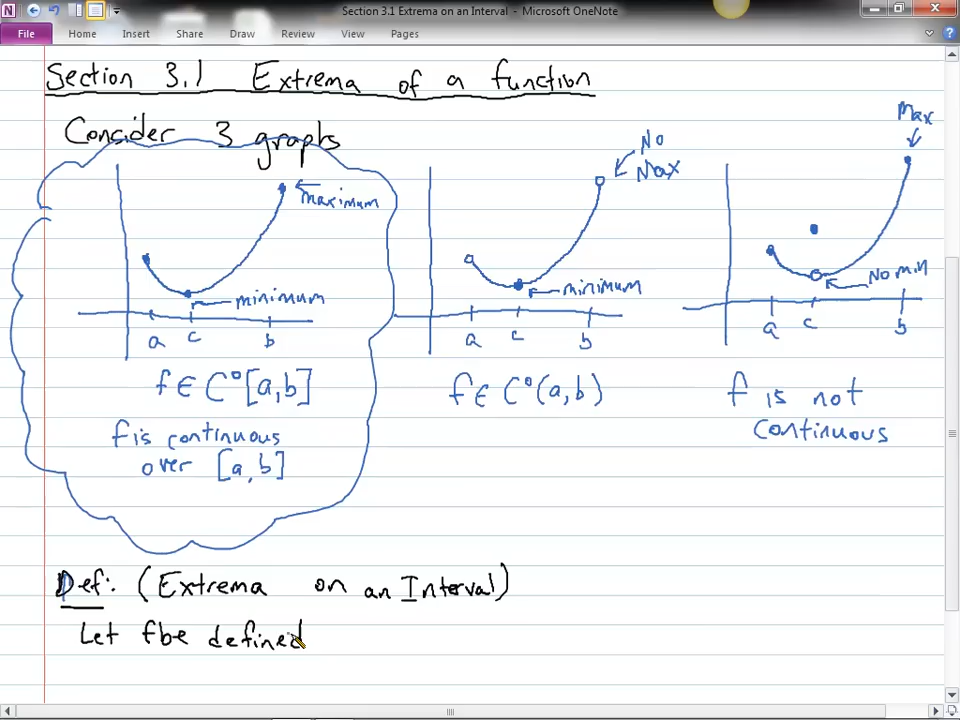 Section 3.1 Extrema on an Interval - Microsoft OneNote
File Home Insert Share Draw Review View Pages
Section 3.1 Extrema of a function
Consider 3 graphs
maximum
minimum
a c b
f ∈ C⁰[a,b]
f is continuous
over [a,b]
No
Max
minimum
a c b
f ∈ C⁰(a,b)
Max
No min
a c b
f is not
continuous
Def: (Extrema on an Interval)
Let f be defined